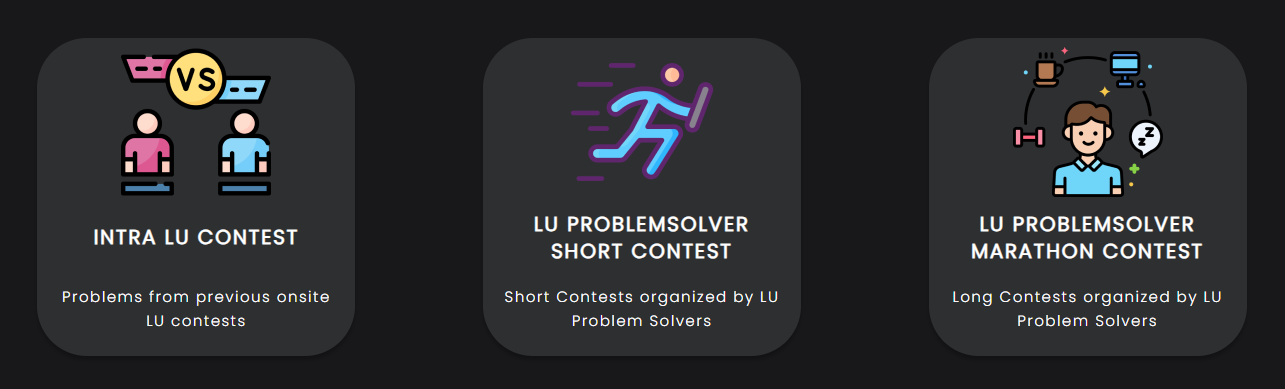 VS
INTRA LU CONTEST
Problems from previous onsite
LU contests
LU PROBLEMSOLVER
SHORT CONTEST
Short Contests organized by LU
Problem Solvers
zz
LU PROBLEMSOLVER
MARATHON CONTEST
Long Contests organized by LU
Problem Solvers